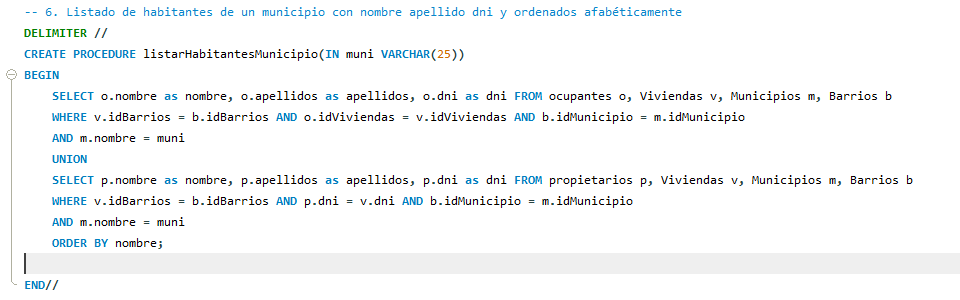 -- 6. Listado de habitantes de un municipio con nombre apellido dni y ordenados afabéticamente
DELIMITER //
CREATE PROCEDURE listarHabitantesMunicipio(IN muni VARCHAR(25))
BEGIN
SELECT o.nombre as nombre, o.apellidos as apellidos, o.dni as dni FROM ocupantes o, Viviendas v, Municipios m, Barrios b
WHERE v.idBarrios = b.idBarrios AND o.idViviendas = v.idViviendas AND b.idMunicipio = m.idMunicipio
AND m.nombre = muni
UNION
SELECT p.nombre as nombre, p.apellidos as apellidos, p.dni as dni FROM propietarios p, Viviendas v, Municipios m, Barrios b
WHERE v.idBarrios = b.idBarrios AND p.dni = v.dni AND b.idMunicipio = m.idMunicipio
AND m.nombre = muni
ORDER BY nombre;
END//